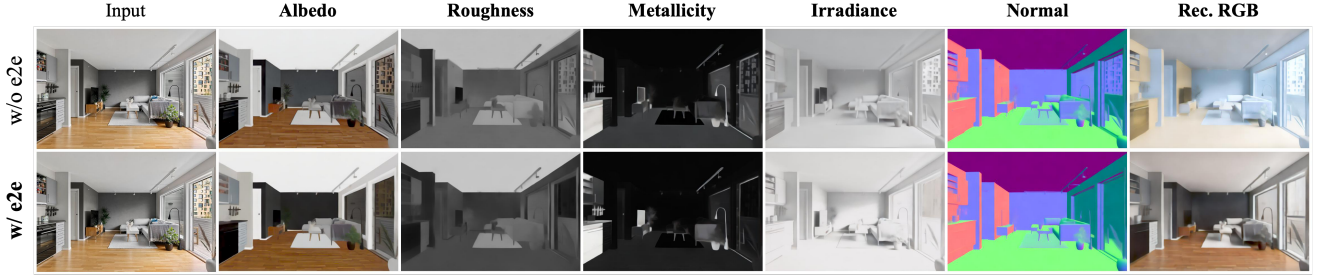 Input Albedo Roughness Metallicity Irradiance Normal Rec. RGB
w/o e2e
w/ e2e